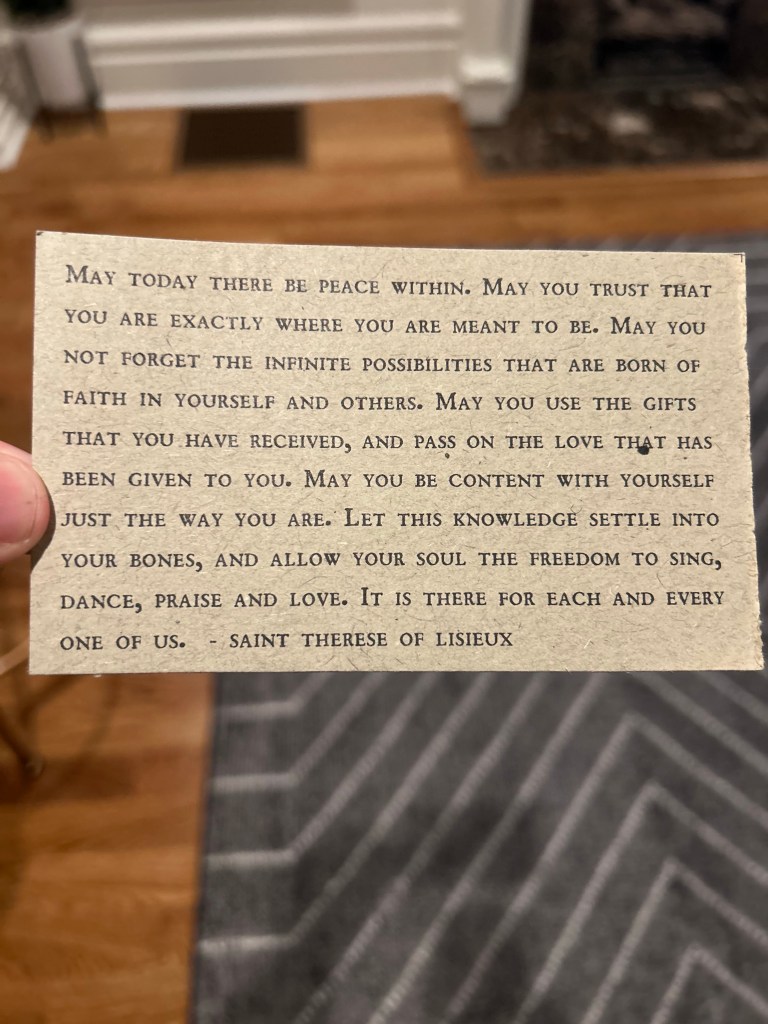 May today there be peace within. May you trust that
you are exactly where you are meant to be. May you
not forget the infinite possibilities that are born of
faith in yourself and others. May you use the gifts
that you have received, and pass on the love that has
been given to you. May you be content with yourself
just the way you are. Let this knowledge settle into
your bones, and allow your soul the freedom to sing,
dance, praise and love. It is there for each and every
one of us. - saint therese of lisieux